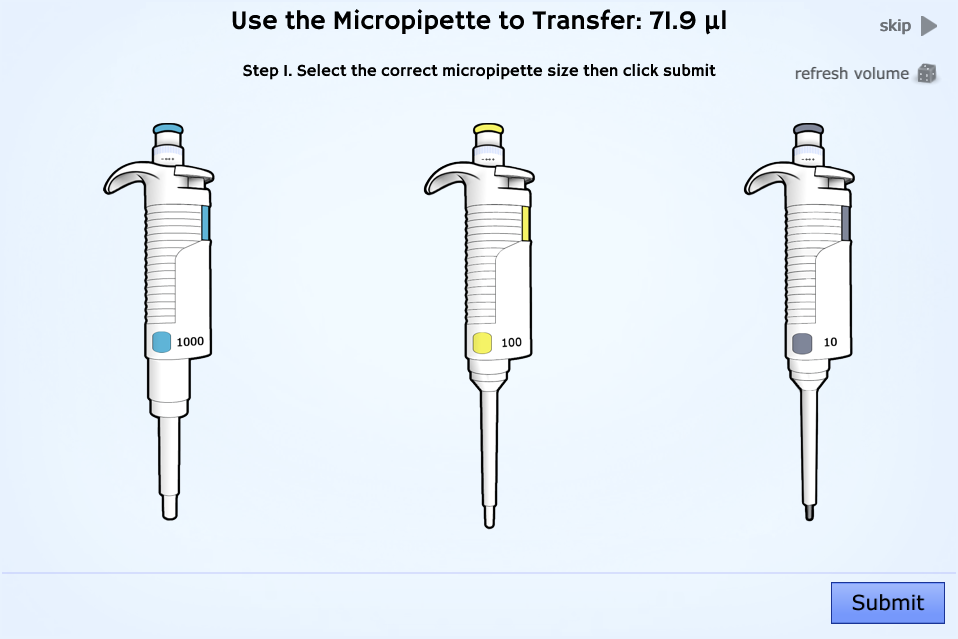 Use the Micropipette to Transfer: 71.9 µl
skip
Step 1. Select the correct micropipette size then click submit
refresh volume
1000
100
10
Submit